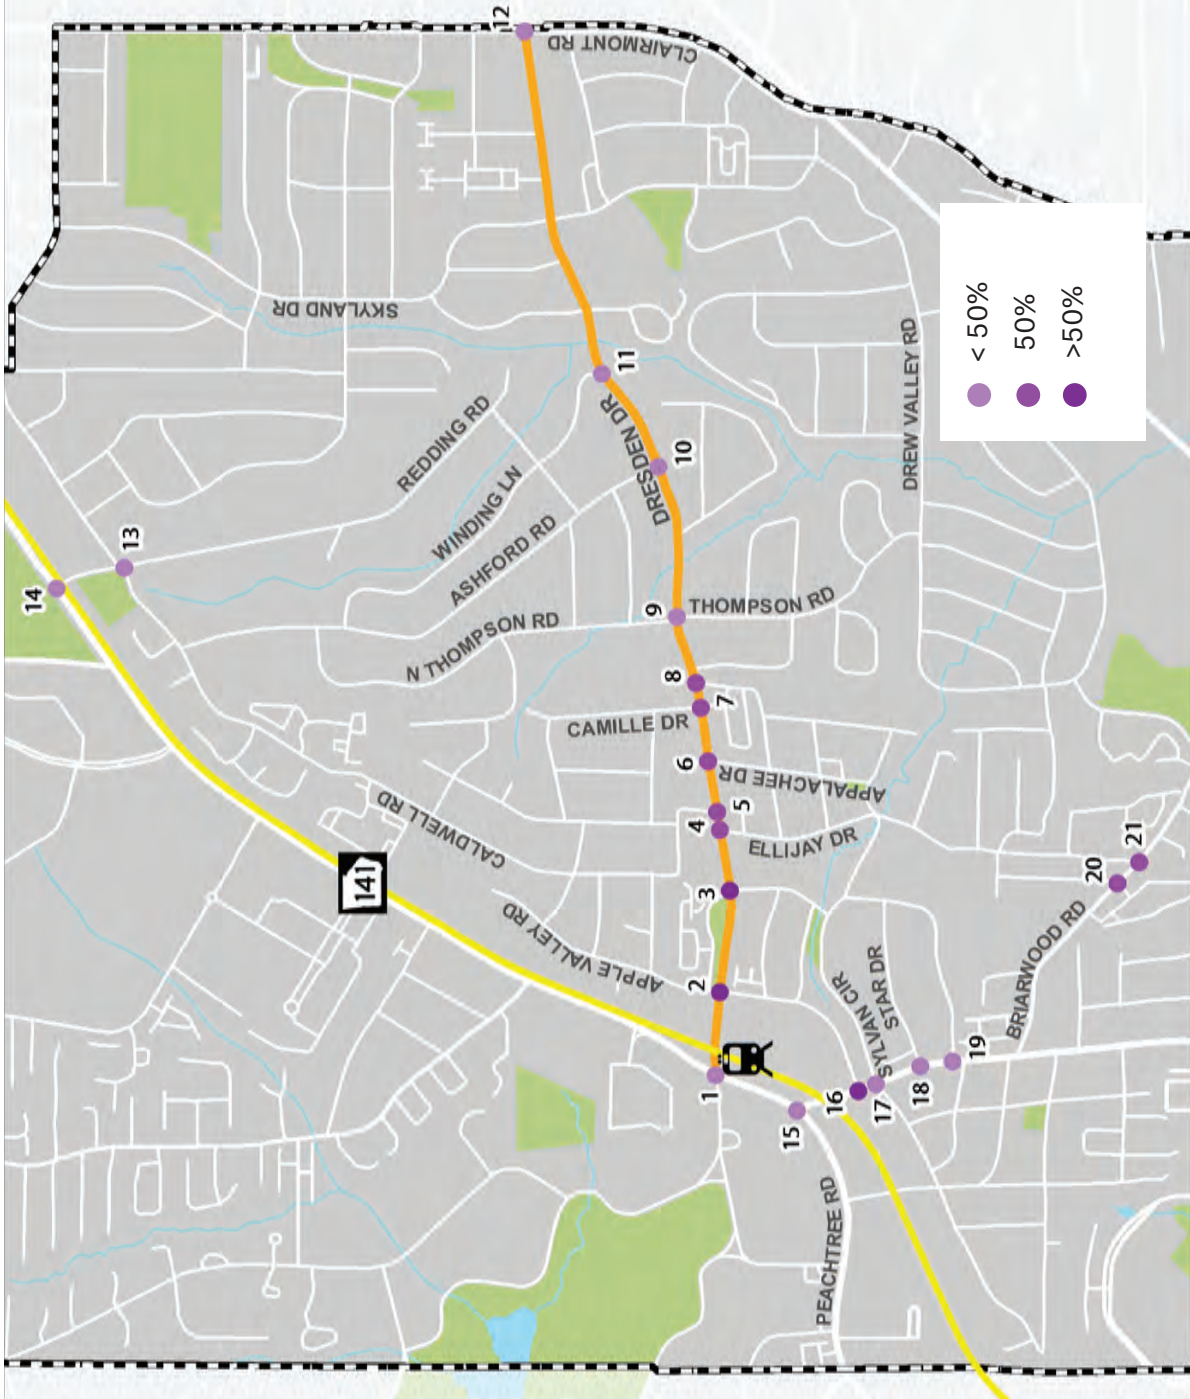 12
CLAIRMONT RD
SKYLAND DR
11
DRESDEN DR
10
REDDING RD
WINDING LN
ASHFORD RD
N THOMPSON RD
13
14
9
THOMPSON RD
DREW VALLEY RD
< 50%
50%
>50%
8
7
CAMILLE DR
6
APPALACHEE DR
5
4
ELLIJAY DR
3
CALDWELL RD
141
APPLE VALLEY RD
2
1
15
16
17
SYLVAN CIR
STAR DR
18
19
BRIARWOOD RD
20
21
PEACHTREE RD